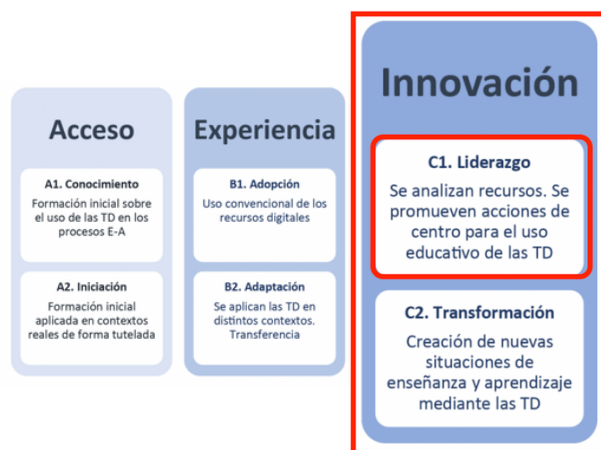 Acceso
A1. Conocimiento
Formación inicial sobre
el uso de las TD en los
procesos E-A
A2. Iniciación
Formación inicial
aplicada en contextos
reales de forma tutelada
Experiencia
B1. Adopción
Uso convencional de los
recursos digitales
B2. Adaptación
Se aplican las TD en
distintos contextos.
Transferencia
Innovación
C1. Liderazgo
Se analizan recursos. Se
promueven acciones de
centro para el uso
educativo de las TD
C2. Transformación
Creación de nuevas
situaciones de
enseñanza y aprendizaje
mediante las TD